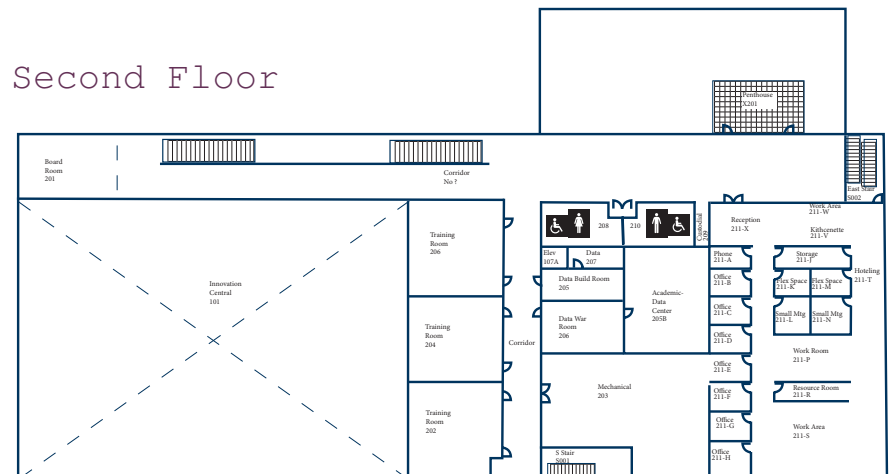 Second Floor
Penthouse
X201
Board
Room
201
Corridor
No ?
East Stair
S002
Work Area
211-W
Reception
211-X
Kithcenette
211-V
208
210
Custodial
209
Training
Room
206
Elev
107A
Data
207
Phone
211-A
Storage
211-J
Hoteling
211-T
Data Build Room
205
Office
211-B
Flex Space
211-K
Flex Space
211-M
Innovation
Central
101
Academic-
Data
Center
205B
Office
211-C
Small Mtg
211-L
Small Mtg
211-N
Data War
Room
206
Training
Room
204
Corridor
Office
211-D
Work Room
211-P
Office
211-E
Mechanical
203
Office
211-F
Resource Room
211-R
Training
Room
202
Office
211-G
Work Area
211-S
S Stair
S001
Office
211-H